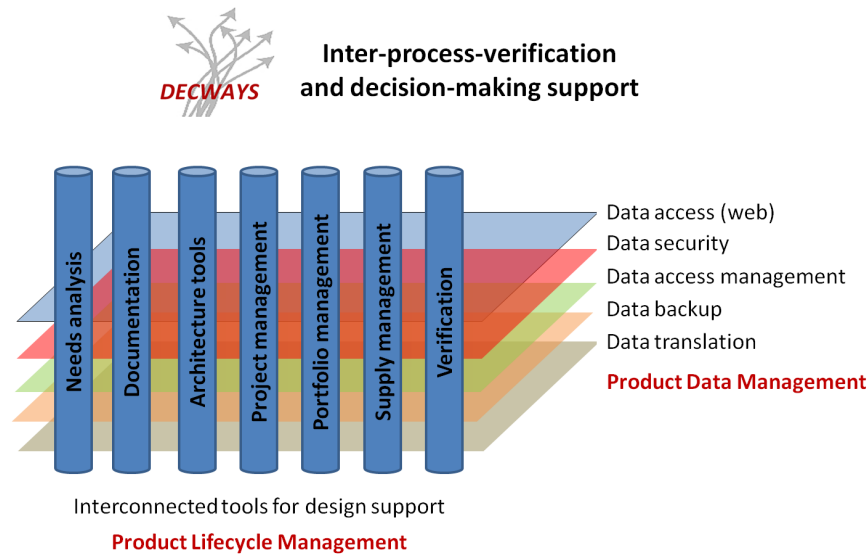 Inter-process-verification
and decision-making support
DECWAYS
Needs analysis
Documentation
Architecture tools
Project management
Portfolio management
Supply management
Verification
Data access (web)
Data security
Data access management
Data backup
Data translation
Product Data Management
Interconnected tools for design support
Product Lifecycle Management